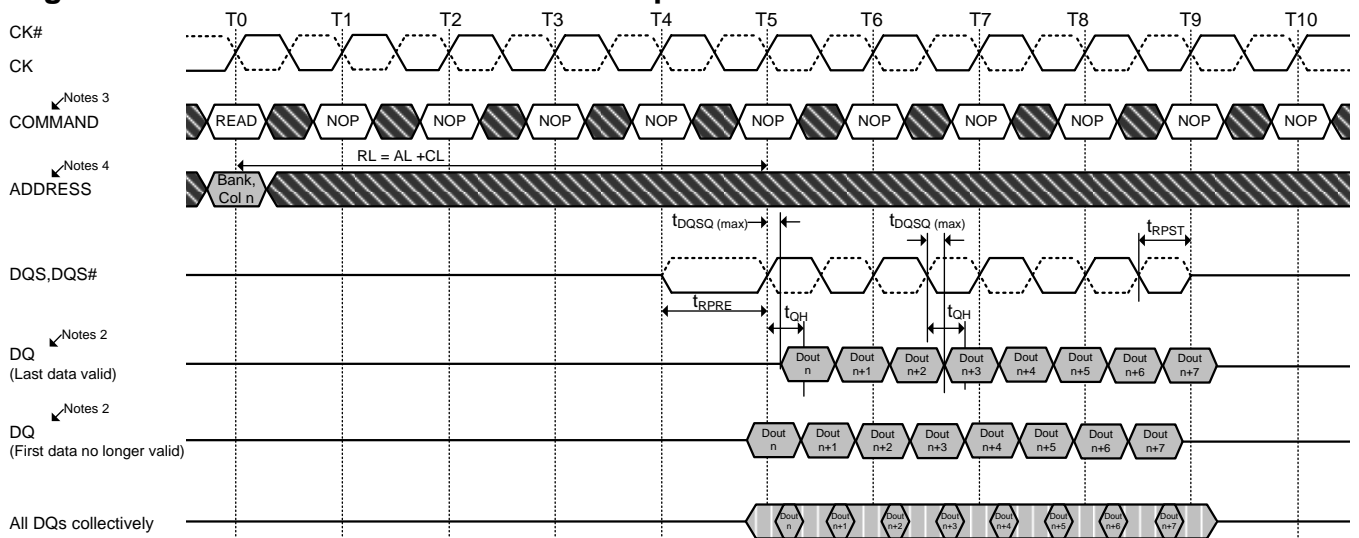 T0 T1 T2 T3 T4 T5 T6 T7 T8 T9 T10
CK#
CK
Notes 3
COMMAND
READ NOP NOP NOP NOP NOP NOP NOP NOP NOP NOP
RL = AL +CL
Notes 4
ADDRESS
Bank,
Col n
tDQSQ (max) tDQSQ (max) tRPST
DQS,DQS#
tRPRE tQH tQH
Notes 2
DQ
(Last data valid)
Dout n Dout n+1 Dout n+2 Dout n+3 Dout n+4 Dout n+5 Dout n+6 Dout n+7
Notes 2
DQ
(First data no longer valid)
Dout n Dout n+1 Dout n+2 Dout n+3 Dout n+4 Dout n+5 Dout n+6 Dout n+7
All DQs collectively
Dout n Dout n+1 Dout n+2 Dout n+3 Dout n+4 Dout n+5 Dout n+6 Dout n+7